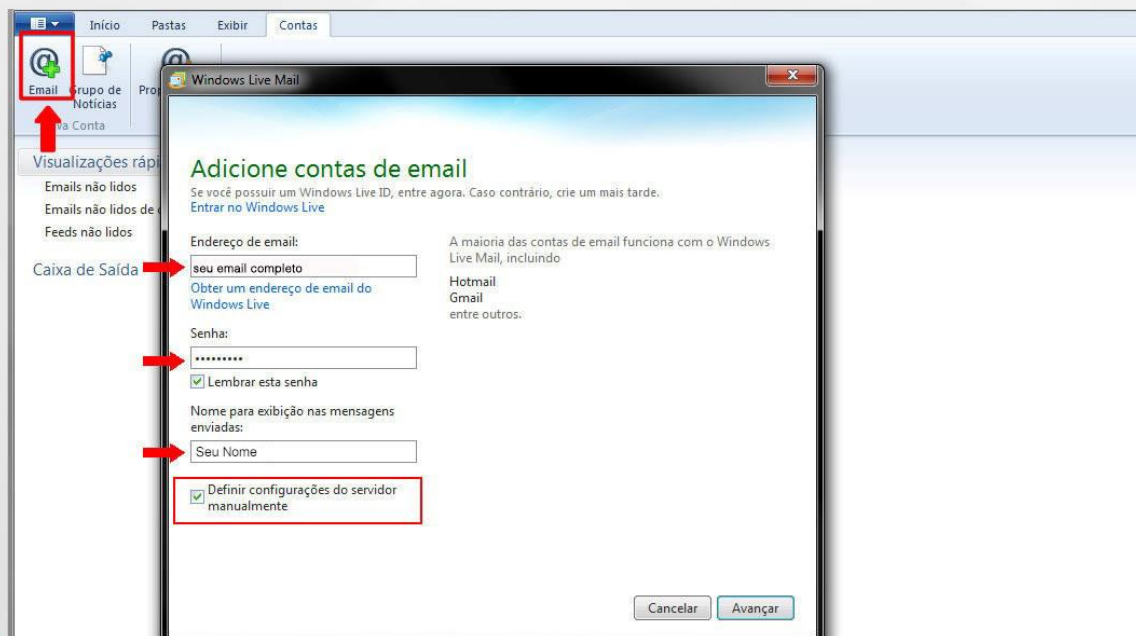 Início Pastas Exibir Contas
Email Grupo de
Notícias
Conta
Windows Live Mail
Visualizações
Emails não lidos
Emails não lidos de
Feeds não lidos
Caixa de Saída
Adicione contas de email
Se você possuir um Windows Live ID, entre agora. Caso contrário, crie um mais tarde.
Entrar no Windows Live
Endereço de email:
seu email completo
Obter um endereço de email do
Windows Live
Senha:
•••••••••
Lembrar esta senha
Nome para exibição nas mensagens
enviadas:
Seu Nome
Definir configurações do servidor
manualmente
A maioria das contas de email funciona com o Windows
Live Mail, incluindo
Hotmail
Gmail
entre outros.
Cancelar Avançar